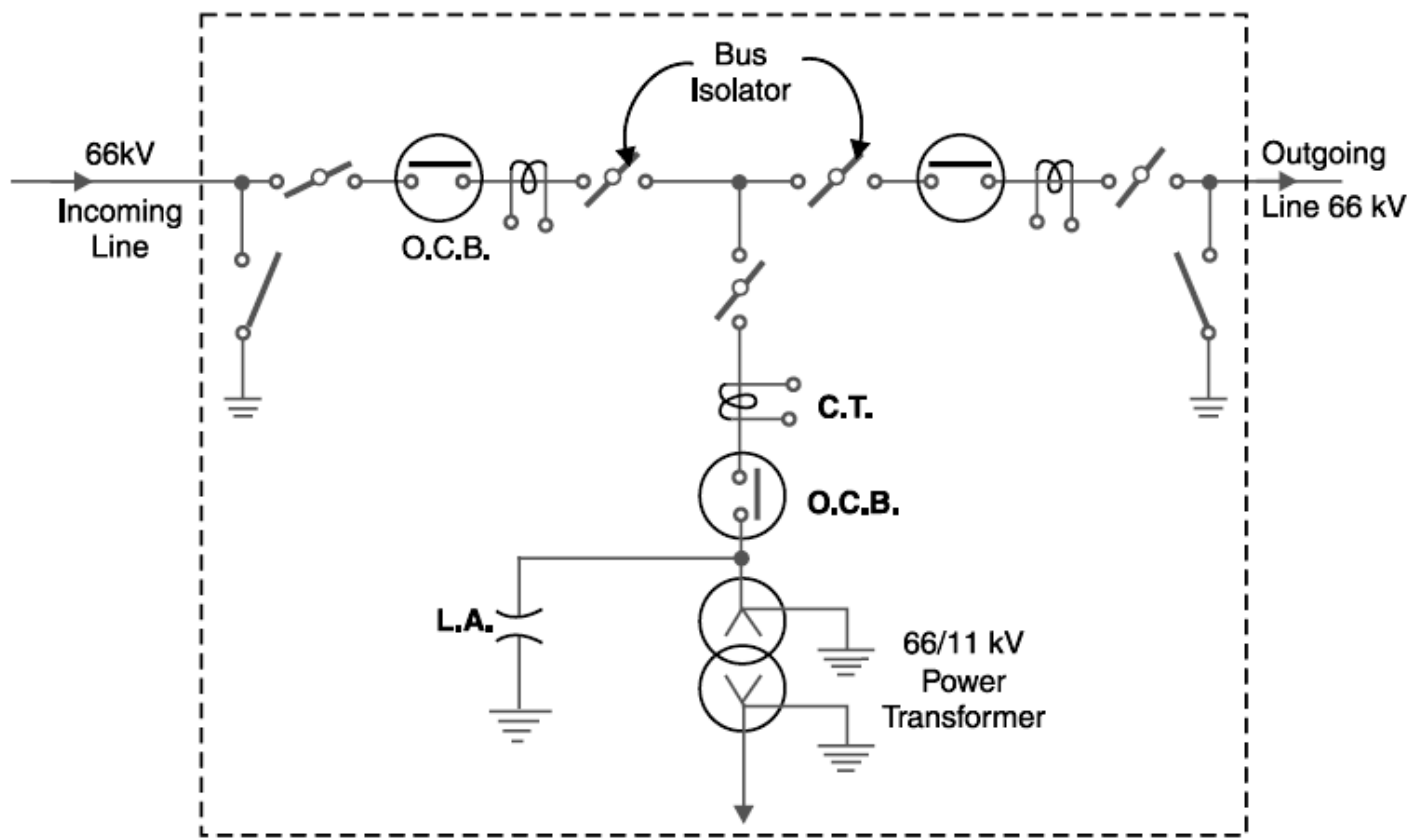 Bus
Isolator
66kV
Incoming
Line
O.C.B.
Outgoing
Line 66 kV
C.T.
O.C.B.
L.A.
66/11 kV
Power
Transformer